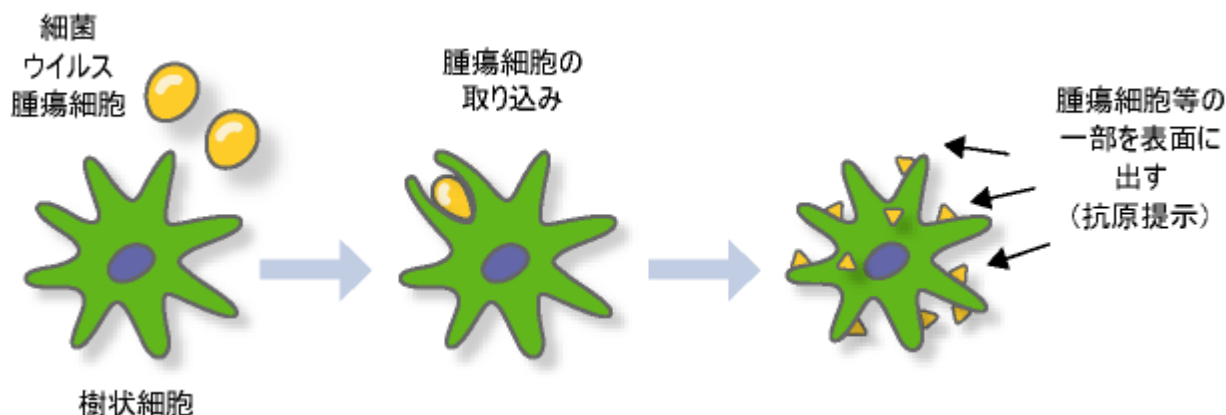 細菌
ウイルス
腫瘍細胞
樹状細胞
腫瘍細胞の
取り込み
腫瘍細胞等の
一部を表面に
出す
（抗原提示）